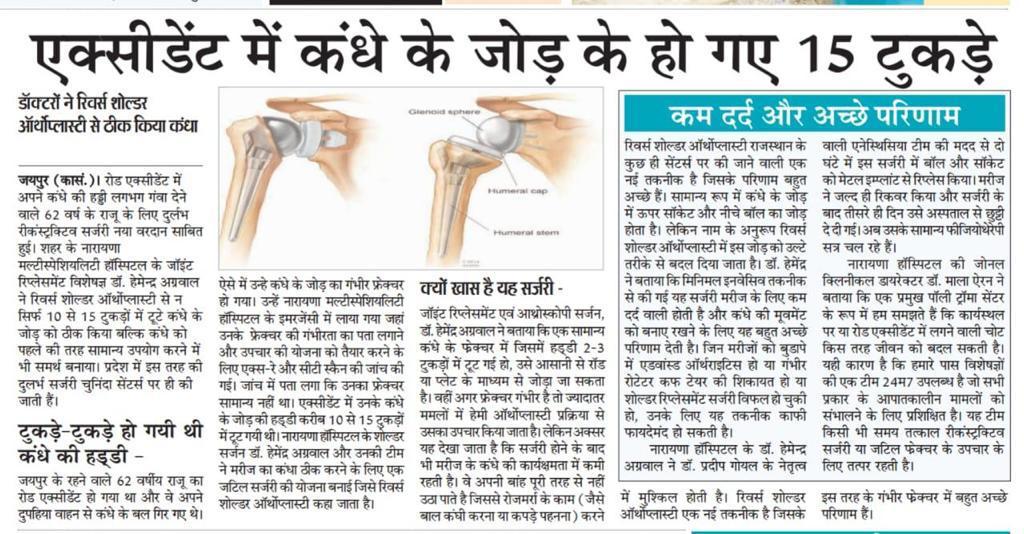 एक्सीडेंट में कंधे के जोड़ के हो गए 15 टुकड़े
डॉक्टरों ने रिवर्स शोल्डर
ऑर्थोप्लास्टी से ठीक किया कंधा
जयपुर (कासं.)। रोड एक्सीडेंट में
अपने कंधे की हड्डी लगभग गंवा देने
वाले 62 वर्ष के राजू के लिए दुर्लभ
रीकंस्ट्रक्टिव सर्जरी नया वरदान साबित
हुई। शहर के नारायणा
मल्टीस्पेशियलिटी हॉस्पिटल के जॉइंट
रिप्लेसमेंट विशेषज्ञ डॉ. हेमेन्द्र अग्रवाल
ने रिवर्स शोल्डर ऑर्थोप्लास्टी से न
सिर्फ 10 से 15 टुकड़ों में टूटे कंधे के
जोड़ को ठीक किया बल्कि कंधे को
पहले की तरह सामान्य उपयोग करने में
भी समर्थ बनाया। प्रदेश में इस तरह की
दुर्लभ सर्जरी चुनिंदा सेंटर्स पर ही की
जाती हैं।
टुकड़े-टुकड़े हो गयी थी
कंधे की हड्डी –
जयपुर के रहने वाले 62 वर्षीय राजू का
रोड एक्सीडेंट हो गया था और वे अपने
दुपहिया वाहन से कंधे के बल गिर गए थे।
Glenoid sphere
Humeral cap
Humeral stem
ऐसे में उन्हे कंधे के जोड़ का गंभीर फ्रेक्चर
हो गया। उन्हें नारायणा मल्टीस्पेशियलिटी
हॉस्पिटल के इमरजेंसी में लाया गया जहां
उनके फ्रेक्चर की गंभीरता का पता लगाने
और उपचार की योजना को तैयार करने के
लिए एक्स-रे और सीटी स्कैन की जांच की
गई। जांच में पता लगा कि उनका फ्रेक्चर
सामान्य नहीं था। एक्सीडेंट में उनके कंधे
के जोड़ की हड्डी करीब 10 से 15 टुकड़ों
में टूट गयी थी। नारायणा हॉस्पिटल के शोल्डर
सर्जन डॉ. हेमेंद्र अग्रवाल और उनकी टीम
ने मरीज का कंधा ठीक करने के लिए एक
जटिल सर्जरी की योजना बनाई जिसे रिवर्स
शोल्डर ऑर्थोप्लास्टी कहा जाता है।
क्यों खास है यह सर्जरी -
जॉइंट रिप्लेसमेंट एवं आर्थ्रोस्कोपी सर्जन,
डॉ. हेमेंद्र अग्रवाल ने बताया कि एक सामान्य
कंधे के फ्रेक्चर में जिसमें हड्डी 2-3
टुकड़ों में टूट गई हो, उसे आसानी से रॉड
या प्लेट के माध्यम से जोड़ा जा सकता
है। वहीं अगर फ्रेक्चर गंभीर है तो ज्यादातर
ममलों में हेमी ऑर्थोप्लास्टी प्रक्रिया से
उसका उपचार किया जाता है। लेकिन अक्सर
यह देखा जाता है कि सर्जरी होने के बाद
भी मरीज के कंधे की कार्यक्षमता में कमी
रहती है। वे अपनी बांह पूरी तरह से नहीं
उठा पाते है जिससे रोजमर्रा के काम (जैसे
बाल कंघी करना या कपड़े पहनना) करने
में मुश्किल होती है। रिवर्स शोल्डर
ऑर्थोप्लास्टी एक नई तकनीक है जिसके
इस तरह के गंभीर फ्रेक्चर में बहुत अच्छे
परिणाम हैं।
कम दर्द और अच्छे परिणाम
रिवर्स शोल्डर ऑर्थोप्लास्टी राजस्थान के
कुछ ही सेंटर्स पर की जाने वाली एक
नई तकनीक है जिसके परिणाम बहुत
अच्छे हैं। सामान्य रूप में कंधे के जोड़
में ऊपर सॉकेट और नीचे बॉल का जोड़
होता है। लेकिन नाम के अनुरूप रिवर्स
शोल्डर ऑर्थोप्लास्टी में इस जोड़ को उल्टे
तरीके से बदल दिया जाता है। डॉ. हेमेंद्र
ने बताया कि मिनिमल इनवेसिव तकनीक
से की गई यह सर्जरी मरीज के लिए कम
दर्द वाली होती है और कंधे की मूवमेंट
को बनाए रखने के लिए यह बहुत अच्छे
परिणाम देती है। जिन मरीजों को बुढ़ापे
में एडवांस्ड ऑर्थराइटिस हो या गंभीर
रोटेटर कफ टेयर की शिकायत हो या
शोल्डर रिप्लेसमेंट सर्जरी विफल हो चुकी
हो, उनके लिए यह तकनीक काफी
फायदेमंद हो सकती है।
नारायणा हॉस्पिटल के डॉ. हेमेन्द्र
अग्रवाल ने डॉ. प्रदीप गोयल के नेतृत्व
वाली एनेस्थिसिया टीम की मदद से दो
घंटे में इस सर्जरी में बॉल और सॉकेट
को मेटल इम्प्लांट से रिप्लेस किया। मरीज
ने जल्द ही रिकवर किया और सर्जरी के
बाद तीसरे ही दिन उसे अस्पताल से छुट्टी
दे दी गई। अब उसके सामान्य फीजियोथेरेपी
सत्र चल रहे हैं।
नारायणा हॉस्पिटल की जोनल
क्लिनीकल डायरेक्टर डॉ. माला ऐरन ने
बताया कि एक प्रमुख पॉली ट्रॉमा सेंटर
के रूप में हम समझते हैं कि कार्यस्थल
पर या रोड एक्सीडेंट में लगने वाली चोट
किस तरह जीवन को बदल सकती है।
यही कारण है कि हमारे पास विशेषज्ञों
की एक टीम 24म7 उपलब्ध है जो सभी
प्रकार के आपातकालीन मामलों को
संभालने के लिए प्रशिक्षित है। यह टीम
किसी भी समय तत्काल रीकंस्ट्रक्टिव
सर्जरी या जटिल फ्रेक्चर के उपचार के
लिए तत्पर रहती है।